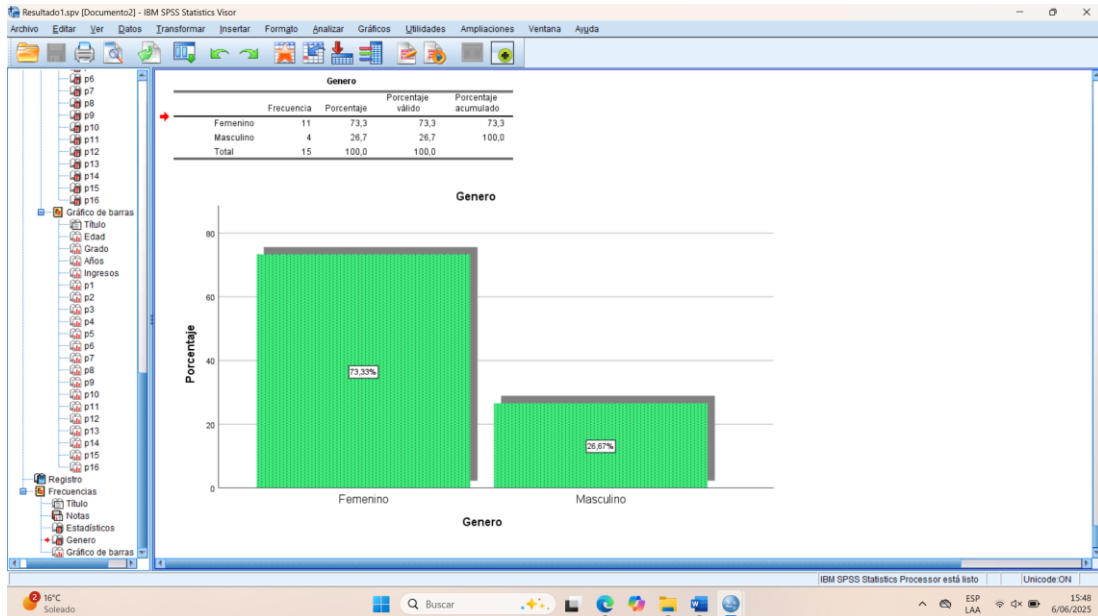 Resultado1.spv [Documento2] - IBM SPSS Statistics Visor
Archivo Editar Ver Datos Transformar Insertar Formato Analizar Gráficos Utilidades Ampliaciones Ventana Ayuda
p6
p7
p8
p9
p10
p11
p12
p13
p14
p15
p16
Gráfico de barras
Título
Edad
Grado
Años
Ingresos
p1
p2
p3
p4
p5
p6
p7
p8
p9
p10
p11
p12
p13
p14
p15
p16
Registro
Frecuencias
Título
Notas
Estadísticos
Genero
Gráfico de barras
Genero
Frecuencia Porcentaje Porcentaje válido Porcentaje acumulado
Femenino 11 73,3 73,3 73,3
Masculino 4 26,7 26,7 100,0
Total 15 100,0 100,0
Genero
Porcentaje
80
60
40
20
0
73,33%
26,67%
Femenino Masculino
Genero
IBM SPSS Statistics Processor está listo Unicode:ON
2 16°C
Soleado
Buscar
ESP
LAA
15:48
6/06/2025